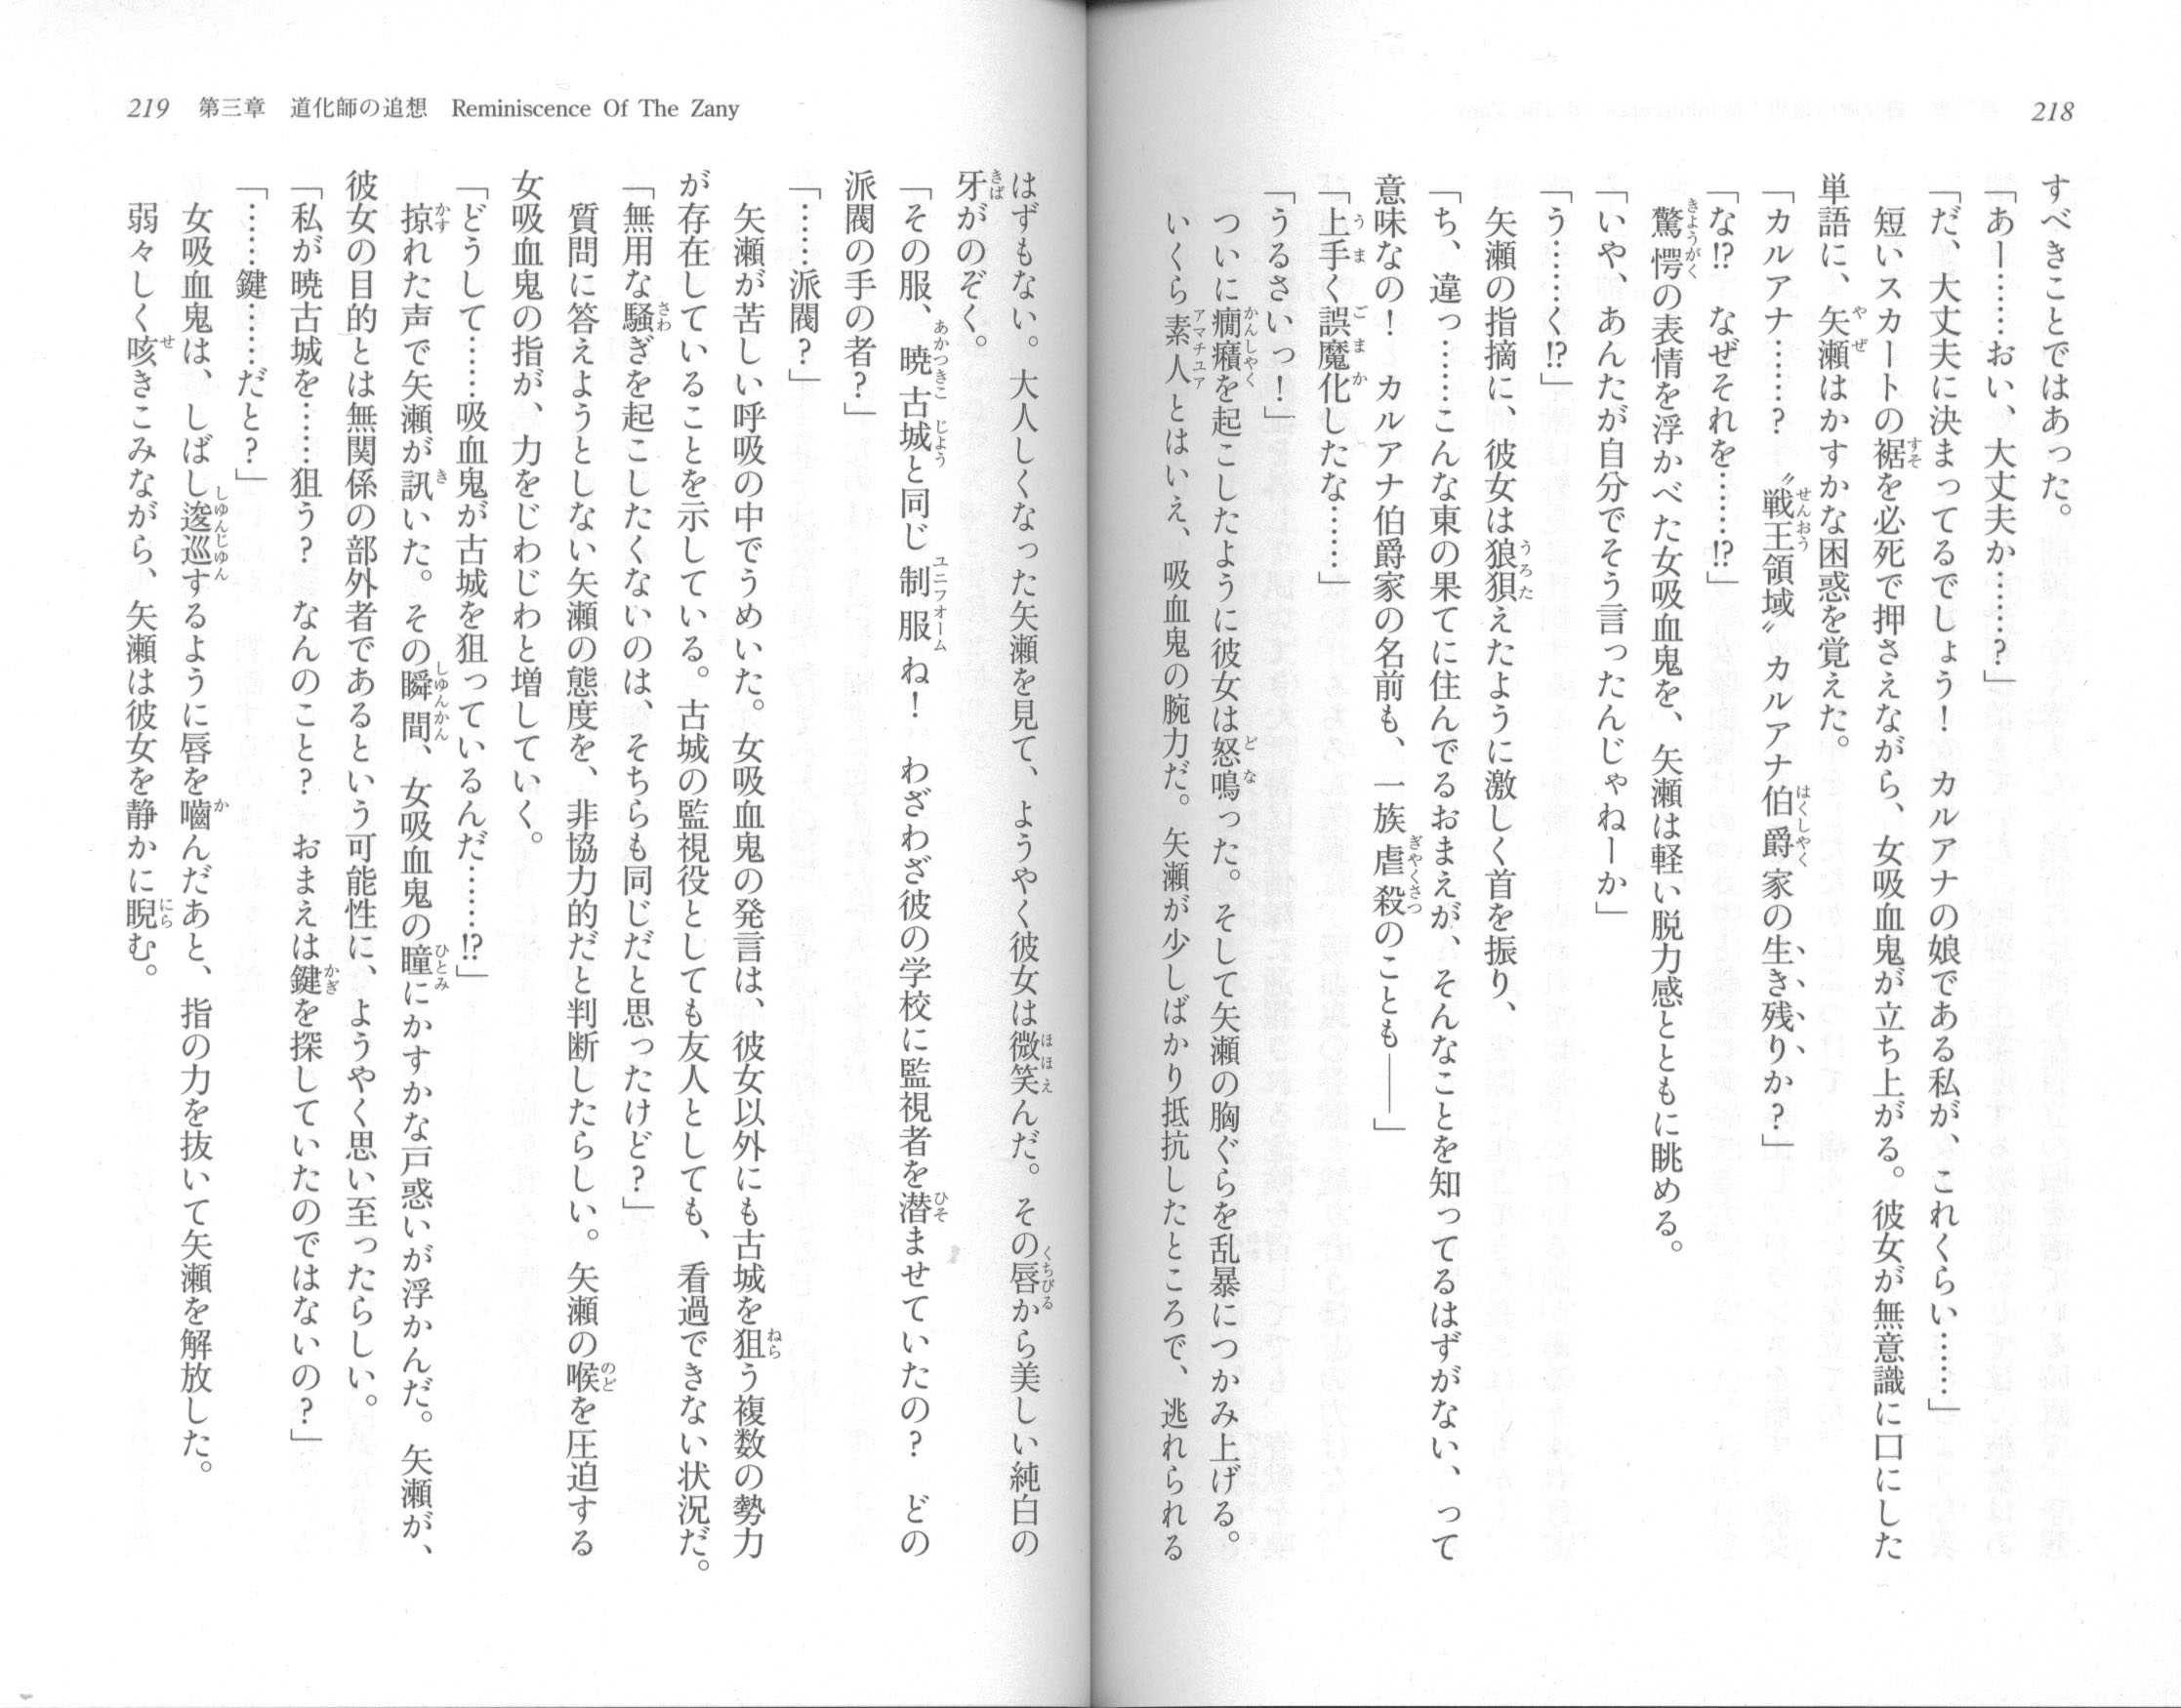 218
すべきことではあった。
「あー……おい、大丈夫か……?」
「だ、大丈夫に決まってるでしょう! カルアナの娘である私が、これくらい……」
短いスカートの裾を必死で押さえながら、女吸血鬼が立ち上がる。彼女が無意識に口にした
単語に、矢瀬はかすかな困惑を覚えた。
「カルアナ……? 〝戦王領域〟カルアナ伯爵家の生き残りか?」
「な!? なぜそれを……!?」
驚愕の表情を浮かべた女吸血鬼を、矢瀬は軽い脱力感とともに眺める。
「いや、あんたが自分でそう言ったんじゃねーか」
「う……く!?」
矢瀬の指摘に、彼女は狼狽えたように激しく首を振り、
「ち、違っ……こんな東の果てに住んでるおまえが、そんなことを知ってるはずがない、って
意味なの! カルアナ伯爵家の名前も、一族虐殺のことも――」
「上手く誤魔化したな……」
「うるさいっ!」
ついに癇癪を起こしたように彼女は怒鳴った。そして矢瀬の胸ぐらを乱暴につかみ上げる。
いくら素人とはいえ、吸血鬼の腕力だ。矢瀬が少しばかり抵抗したところで、逃れられる
219 第三章 道化師の追想 Reminiscence Of The Zany
はずもない。大人しくなった矢瀬を見て、ようやく彼女は微笑んだ。その唇から美しい純白の
牙がのぞく。
「その服、暁古城と同じ制服ね! わざわざ彼の学校に監視者を潜ませていたの? どの
派閥の手の者?」
「……派閥?」
矢瀬が苦しい呼吸の中でうめいた。女吸血鬼の発言は、彼女以外にも古城を狙う複数の勢力
が存在していることを示している。古城の監視役としても友人としても、看過できない状況だ。
「無用な騒ぎを起こしたくないのは、そちらも同じだと思ったけど?」
質問に答えようとしない矢瀬の態度を、非協力的だと判断したらしい。矢瀬の喉を圧迫する
女吸血鬼の指が、力をじわじわと増していく。
「どうして……吸血鬼が古城を狙っているんだ……!?」
掠れた声で矢瀬が訊いた。その瞬間、女吸血鬼の瞳にかすかな戸惑いが浮かんだ。矢瀬が、
彼女の目的とは無関係の部外者であるという可能性に、ようやく思い至ったらしい。
「私が暁古城を……狙う? なんのこと? おまえは鍵を探していたのではないの?」
「……鍵……だと?」
女吸血鬼は、しばし逡巡するように唇を嚙んだあと、指の力を抜いて矢瀬を解放した。
弱々しく咳きこみながら、矢瀬は彼女を静かに睨む。